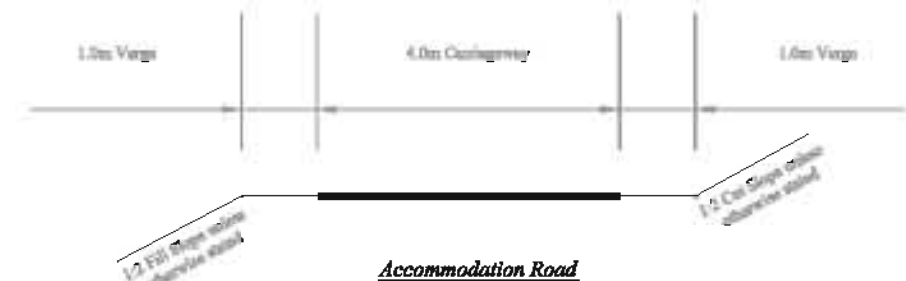 1.0m Verge
4.0m Carriageway
1.0m Verge
1/2 Fill Slope unless
otherwise stated
1/2 Cut Slope unless
otherwise stated
Accommodation Road